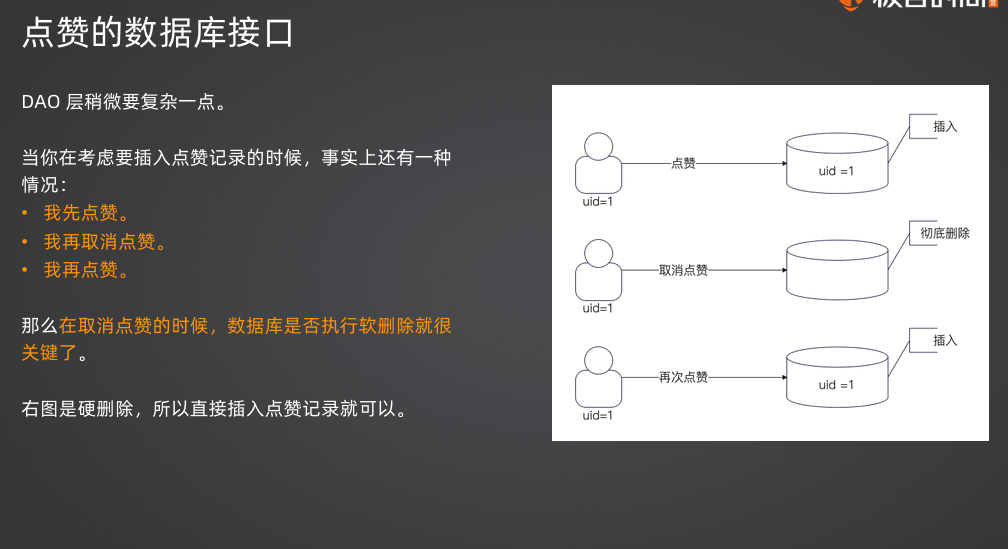 点赞的数据库接口
DAO 层稍微要复杂一点。
当你在考虑要插入点赞记录的时候，事实上还有一种
情况：
• 我先点赞。
• 我再取消点赞。
• 我再点赞。
那么在取消点赞的时候，数据库是否执行软删除就很
关键了。
右图是硬删除，所以直接插入点赞记录就可以。
插入
点赞
uid =1
uid=1
彻底删除
取消点赞
uid=1
插入
再次点赞
uid =1
uid=1